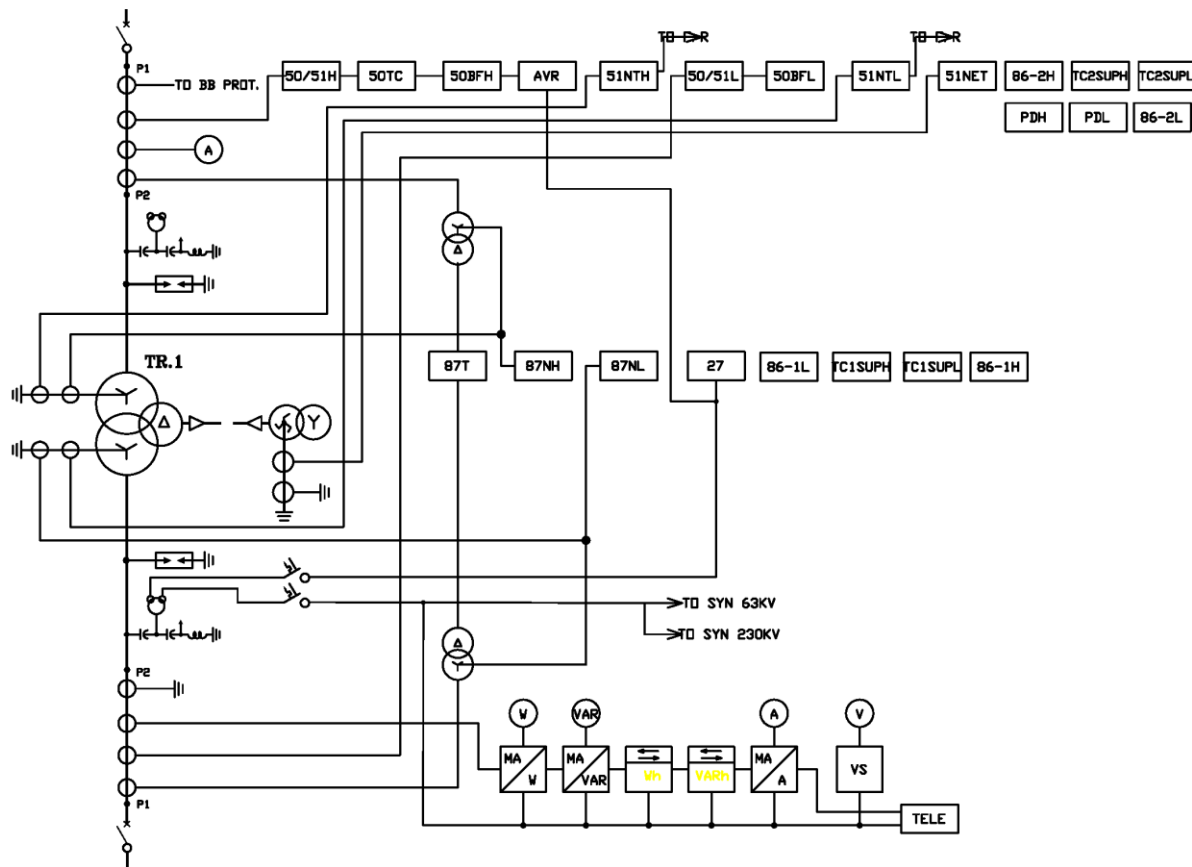 TO ▷R TO ▷R
P1 TO BB PROT. 50/51H 50TC 50BFH AVR 51NTH 50/51L 50BFL 51NTL 51NET 86-2H TC2SUPH TC2SUPL
PDH PDL 86-2L
A
P2
Y
Δ
TR.1 87T 87NH 87NL 27 86-1L TC1SUPH TC1SUPL 86-1H
Y
Δ Y
Y
TO SYN 63KV
TO SYN 230KV
Δ
Y
P2
W VAR A V
MA MA MA
W VAR Wh VARh A VS
P1
TELE